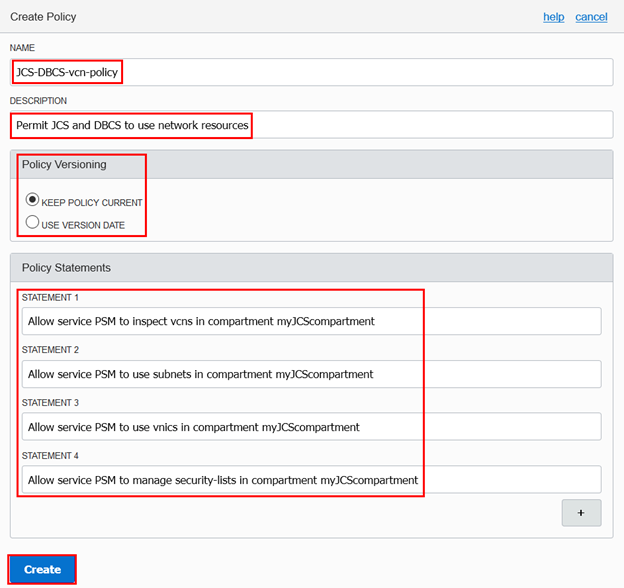 Create Policy help cancel
NAME
JCS-DBCS-vcn-policy
DESCRIPTION
Permit JCS and DBCS to use network resources
Policy Versioning
KEEP POLICY CURRENT
USE VERSION DATE
Policy Statements
STATEMENT 1
Allow service PSM to inspect vcns in compartment myJCScompartment
STATEMENT 2
Allow service PSM to use subnets in compartment myJCScompartment
STATEMENT 3
Allow service PSM to use vnics in compartment myJCScompartment
STATEMENT 4
Allow service PSM to manage security-lists in compartment myJCScompartment
+
Create